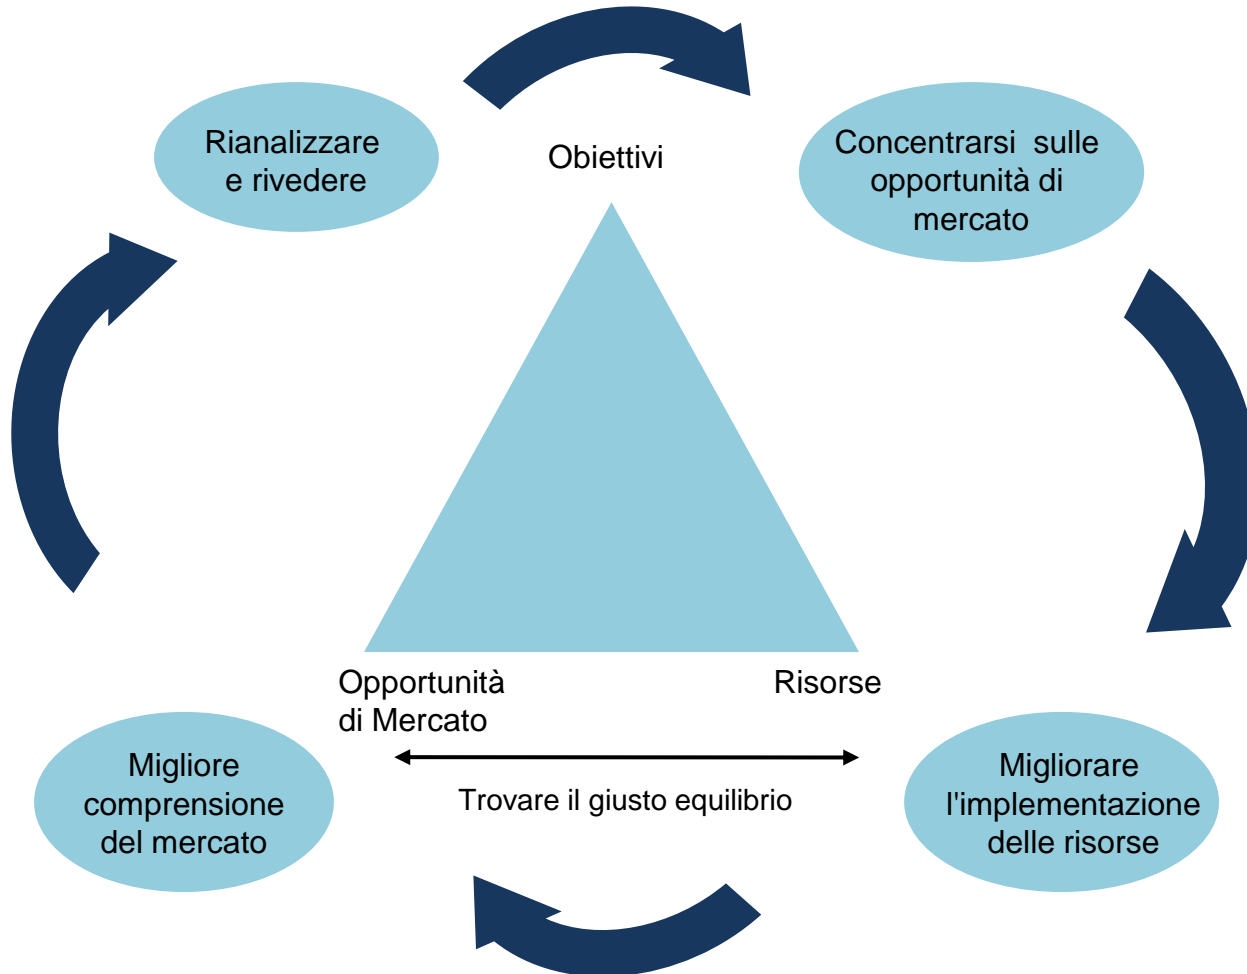 Rianalizzare
e rivedere
Obiettivi
Concentrarsi sulle
opportunità di
mercato
Opportunità
di Mercato
Risorse
Migliore
comprensione
del mercato
Trovare il giusto equilibrio
Migliorare
l'implementazione
delle risorse